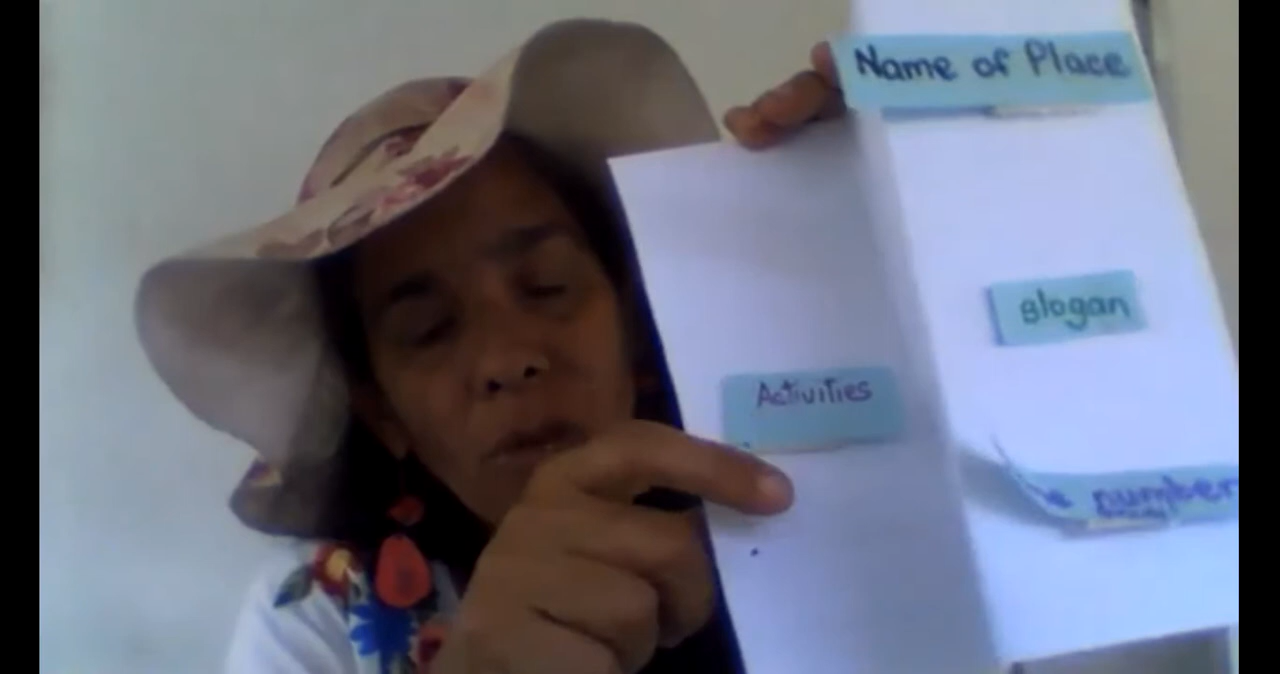 Name of Place
slogan
Activities
number